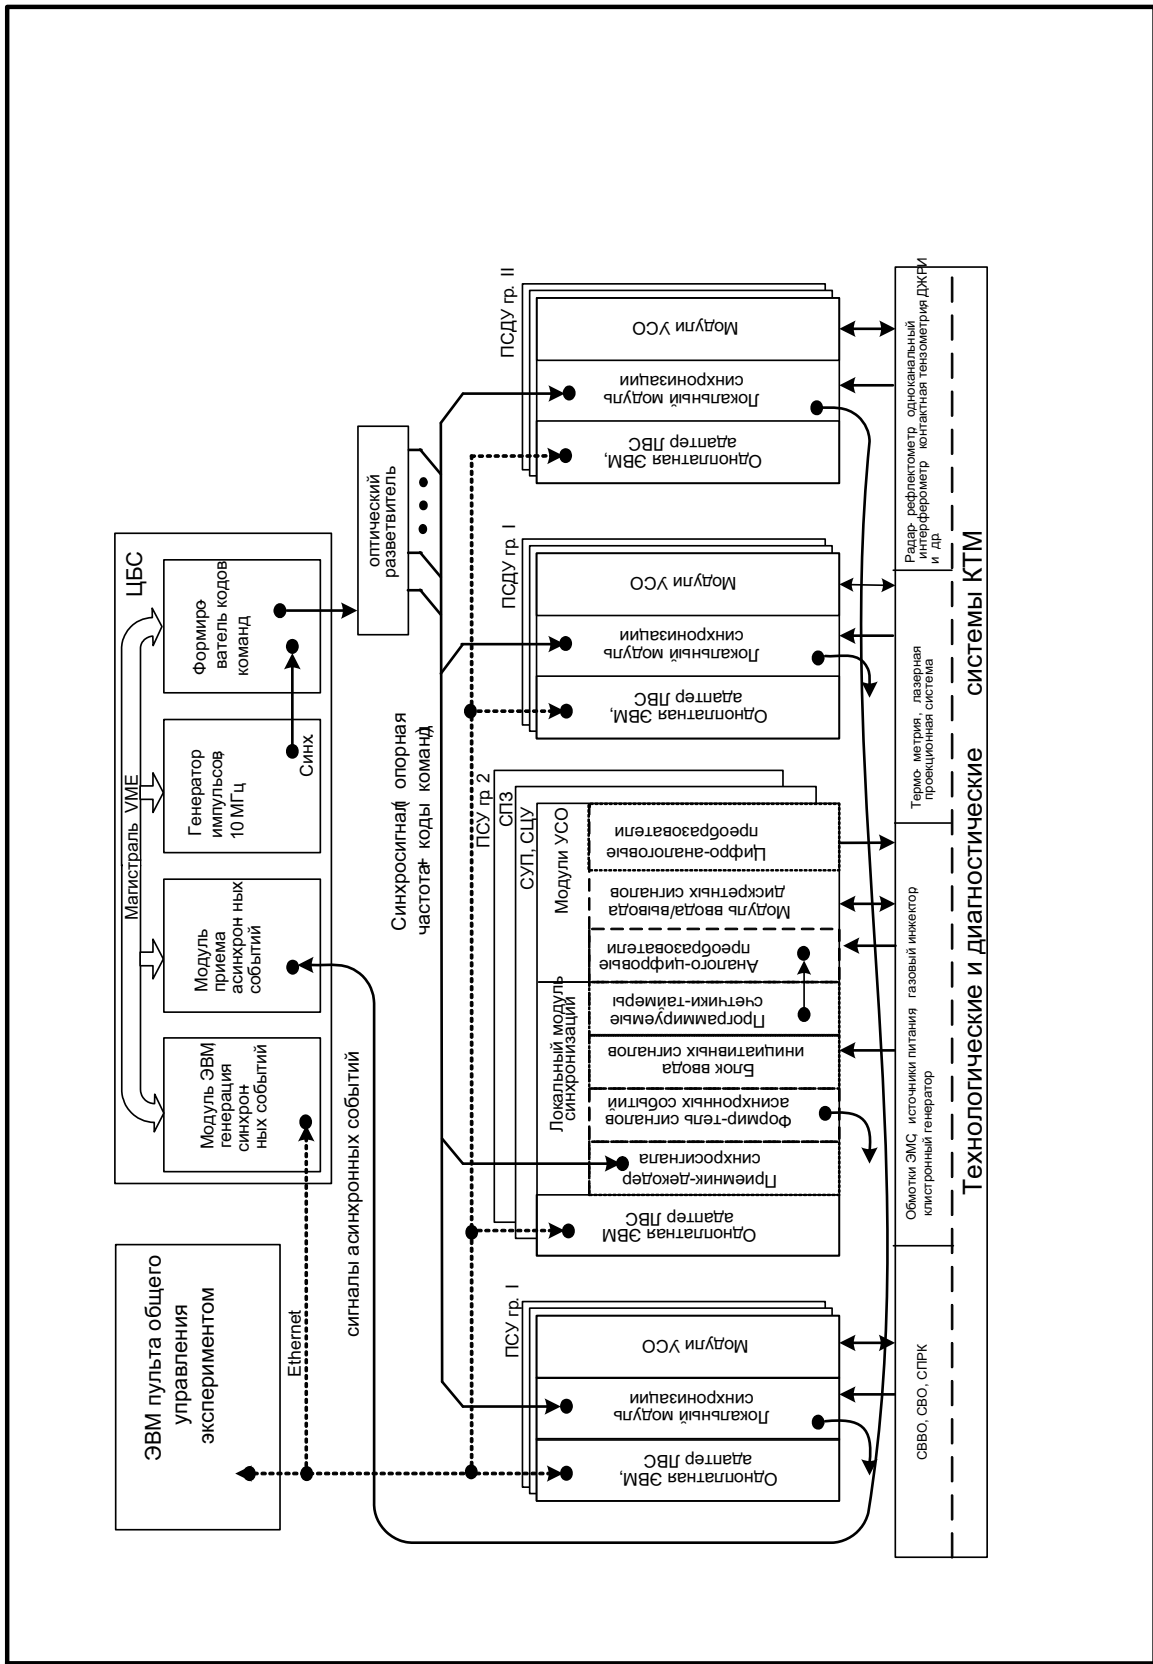 ЭВМ пульта общего
управления
экспериментом
Ethernet
ЦБС
Магистраль VME
Модуль ЭВМ,
генерация
синхрон
ных событий
Модуль
приема
асинхрон ных
событий
Генератор
импульсов,
10 МГц
Синх.
Формиро-
ватель кодов
команд
сигналы асинхронных событий
Синхросигнал( опорная
частота+ коды команд)
оптический
разветвитель
ПСУ гр. I
Одноплатная ЭВМ,
адаптер ЛВС
Локальный модуль
синхронизации
Модули УСО
ПСУ гр 2
СПЗ
СУП, СЦУ
Одноплатная ЭВМ
адаптер ЛВС
Локальный модуль
синхронизации
Приемник-декодер
синхросигнала
Формир-тель сигналов
асинхронных событий
Блок ввода
инициативных сигналов
Программируемые
счетчики-таймеры
Модули УСО
Аналого-цифровые
преобразователи
Модуль ввода/вывода
дискретных сигналов
Цифро-аналоговые
преобразователи
ПСДУ гр. I
Одноплатная ЭВМ,
адаптер ЛВС
Локальный модуль
синхронизации
Модули УСО
ПСДУ гр. II
Одноплатная ЭВМ,
адаптер ЛВС
Локальный модуль
синхронизации
Модули УСО
СВВО, СВО, СПРК
Обмотки ЭМС, источники питания газовый инжектор
клистронный генератор
Термо- метрия, лазерная
проекционная система
Радар- рефлектометр, одноканальный
интерферометр контактная тензометрия, ДЖРИ
и др.
Технологические и диагностические системы КТМ